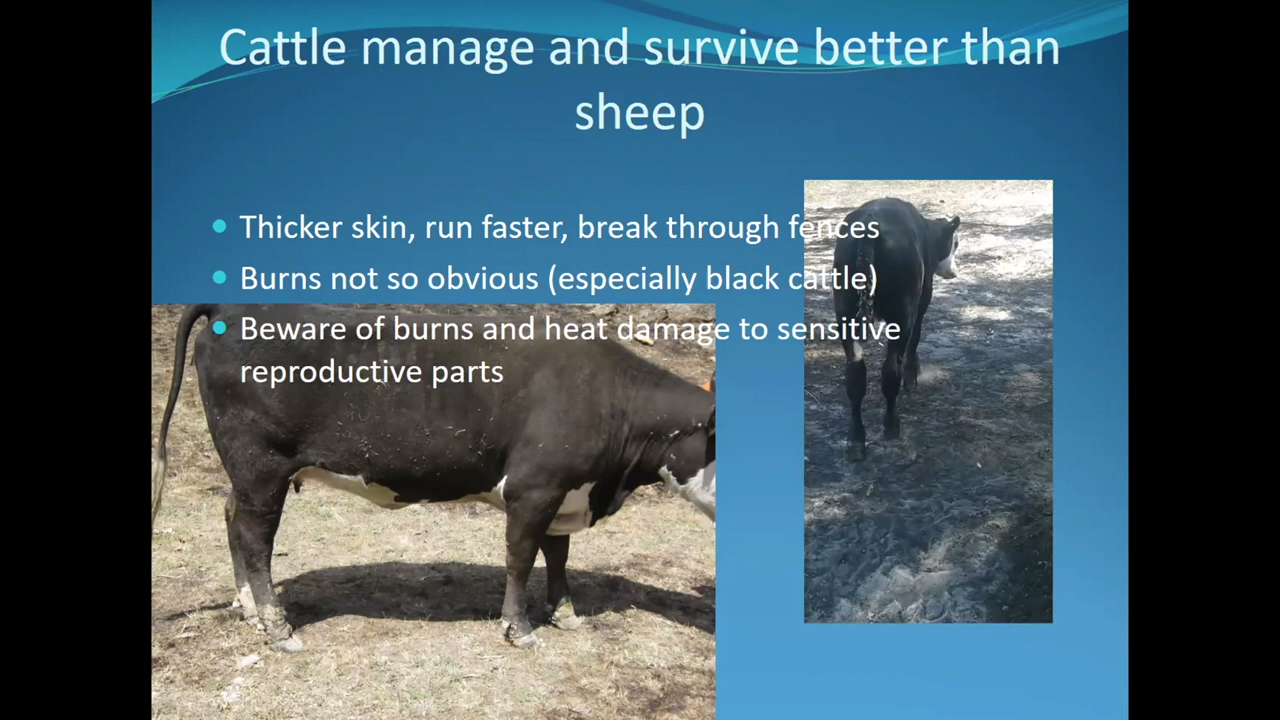 Cattle manage and survive better than
sheep
Thicker skin, run faster, break through fences
Burns not so obvious (especially black cattle)
Beware of burns and heat damage to sensitive
reproductive parts